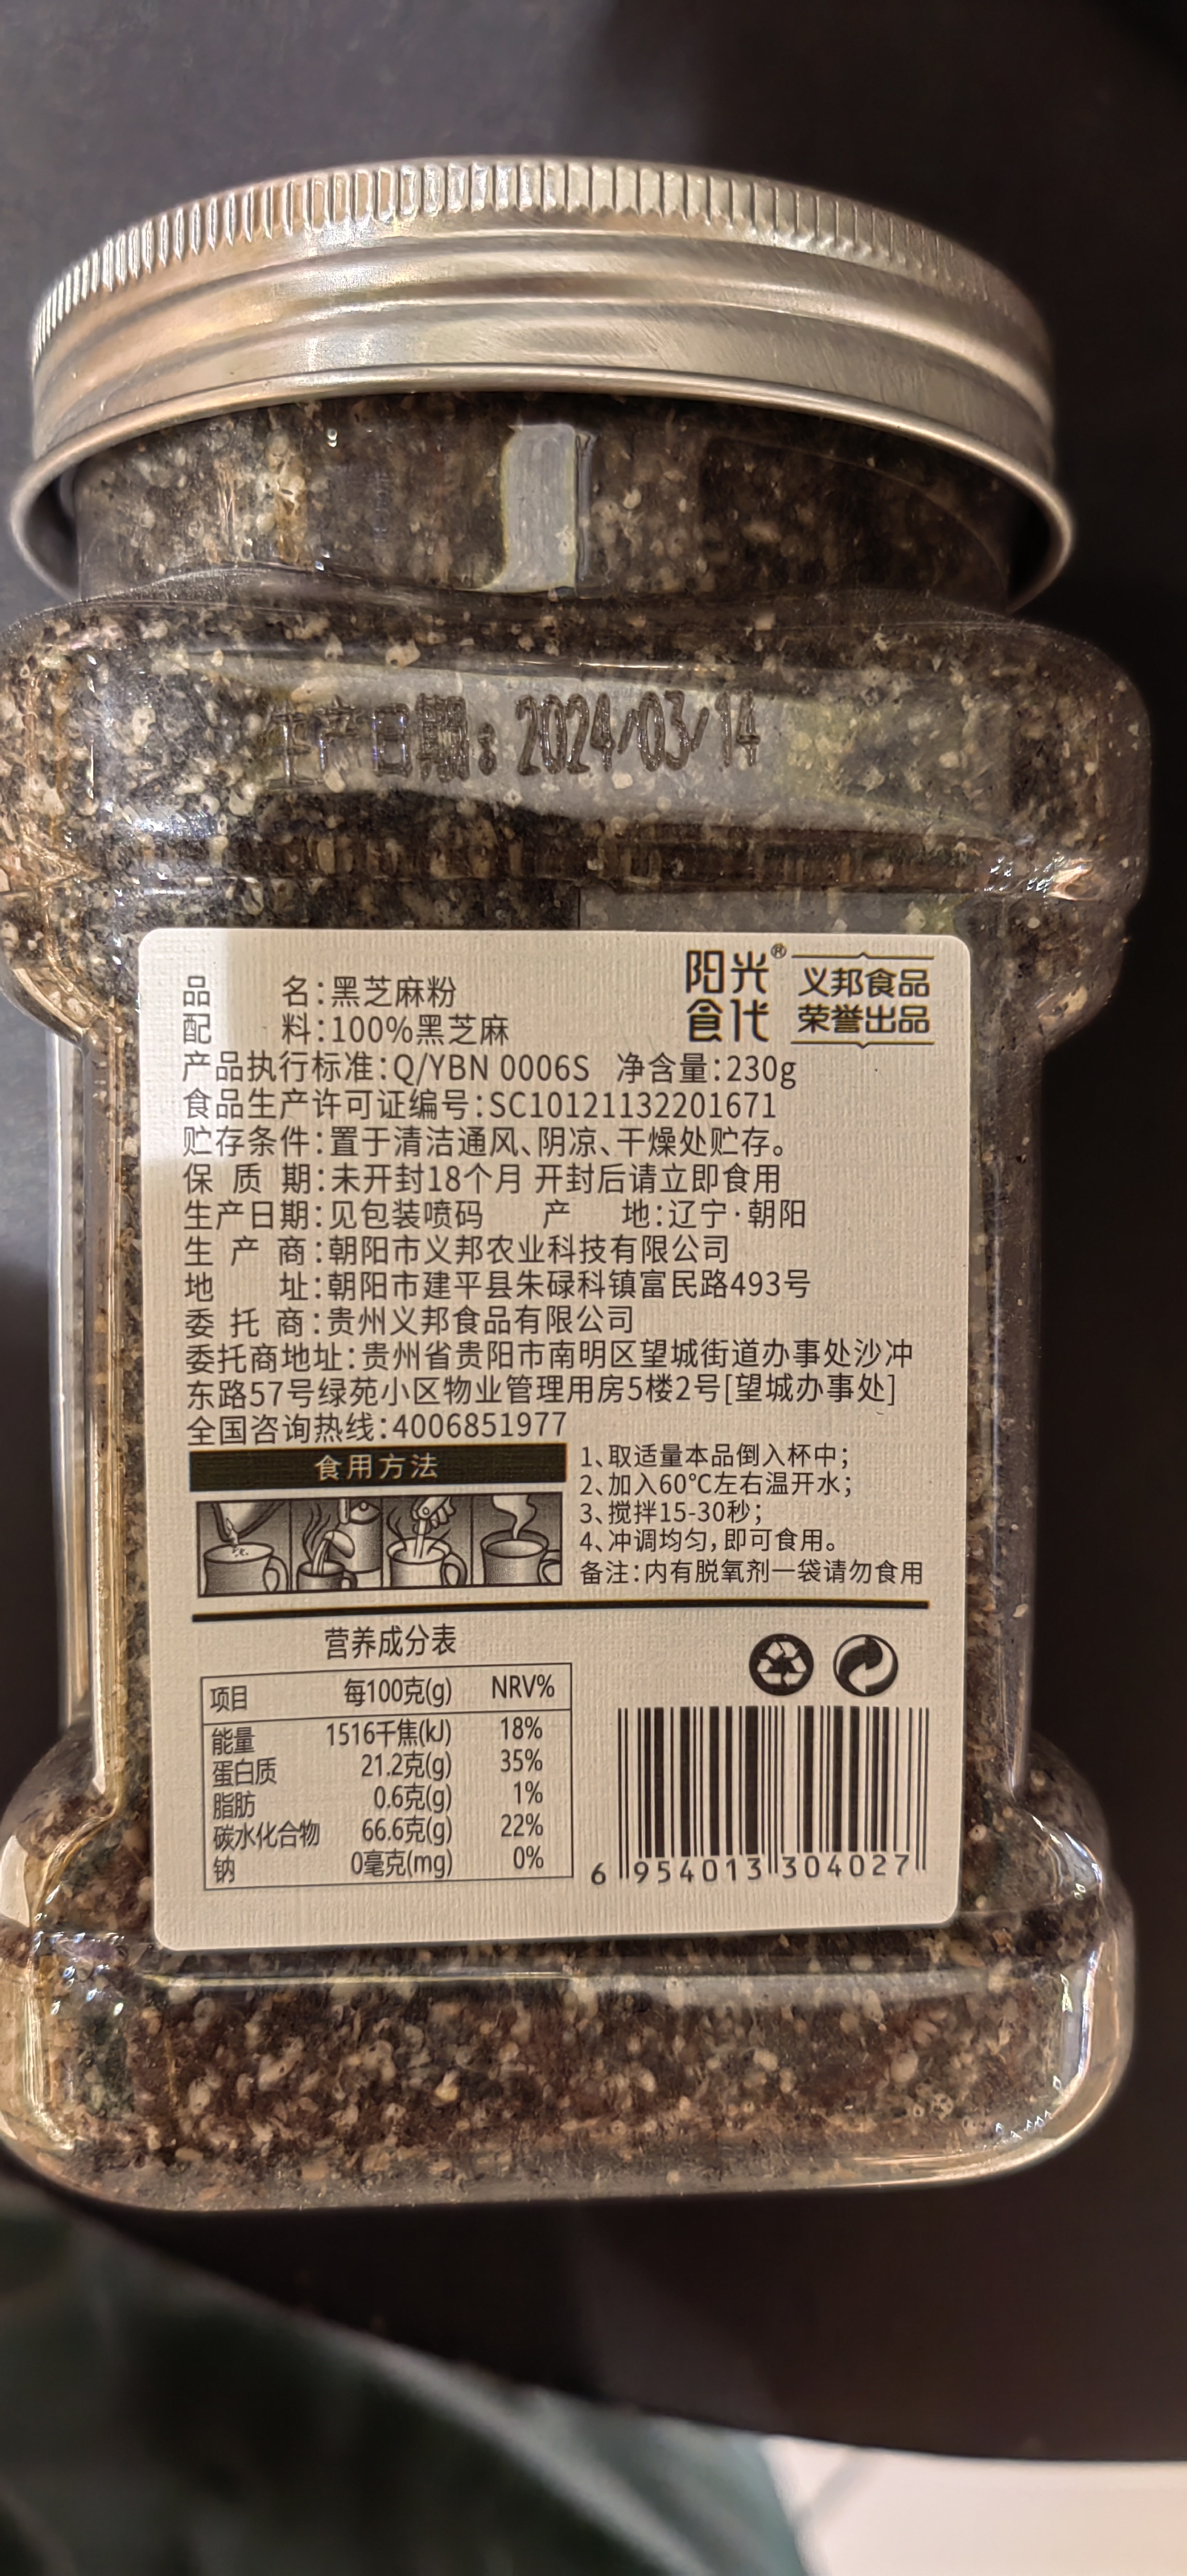 生产日期:2024/03/14
阳光®
食代
义邦食品
荣誉出品
品 名:黑芝麻粉
配 料:100%黑芝麻
产品执行标准:Q/YBN 0006S 净含量:230g
食品生产许可证编号:SC10121132201671
贮存条件:置于清洁通风、阴凉、干燥处贮存。
保 质 期:未开封18个月 开封后请立即食用
生产日期:见包装喷码 产 地:辽宁·朝阳
生 产 商:朝阳市义邦农业科技有限公司
地 址:朝阳市建平县朱碌科镇富民路493号
委 托 商:贵州义邦食品有限公司
委托商地址:贵州省贵阳市南明区望城街道办事处沙冲
东路57号绿苑小区物业管理用房5楼2号[望城办事处]
全国咨询热线:4006851977
食用方法
1、取适量本品倒入杯中;
2、加入60℃左右温开水;
3、搅拌15-30秒;
4、冲调均匀,即可食用。
备注:内有脱氧剂一袋请勿食用
营养成分表
项目 每100克(g) NRV%
能量 1516千焦(kJ) 18%
蛋白质 21.2克(g) 35%
脂肪 0.6克(g) 1%
碳水化合物 66.6克(g) 22%
钠 0毫克(mg) 0%
6 954013 304027